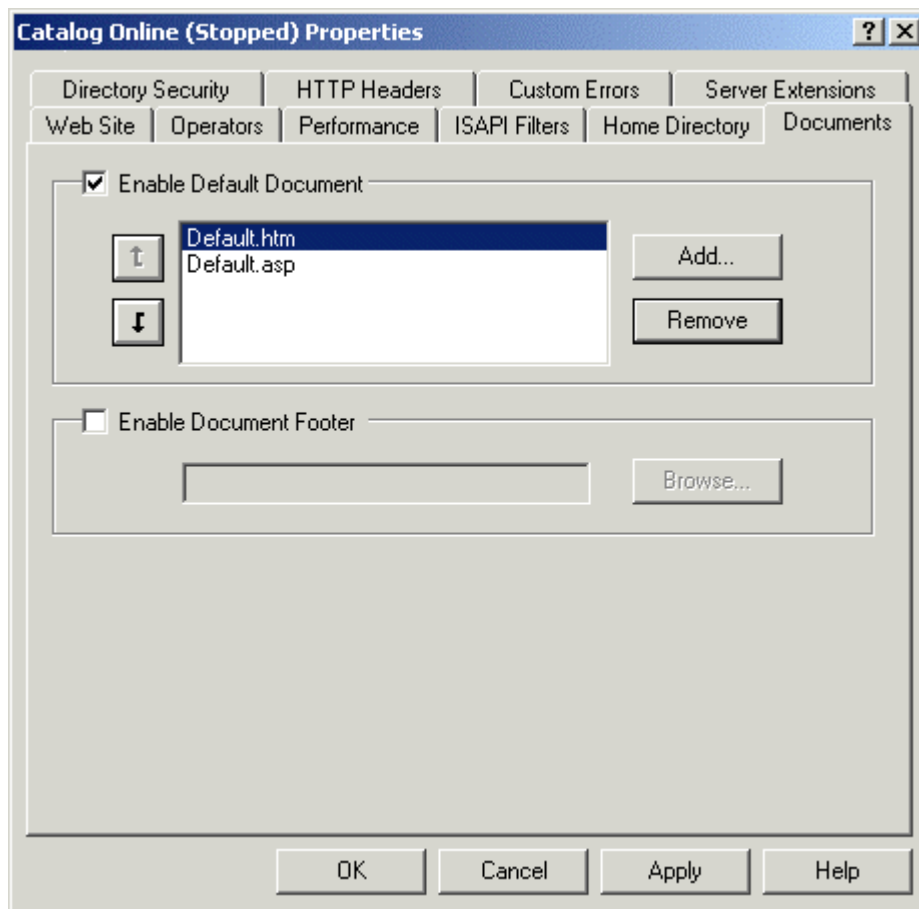 Catalog Online (Stopped) Properties
Directory Security HTTP Headers Custom Errors Server Extensions
Web Site Operators Performance ISAPI Filters Home Directory Documents
Enable Default Document
Default.htm
Add...
Default.asp
Remove
Enable Document Footer
Browse...
OK Cancel Apply Help